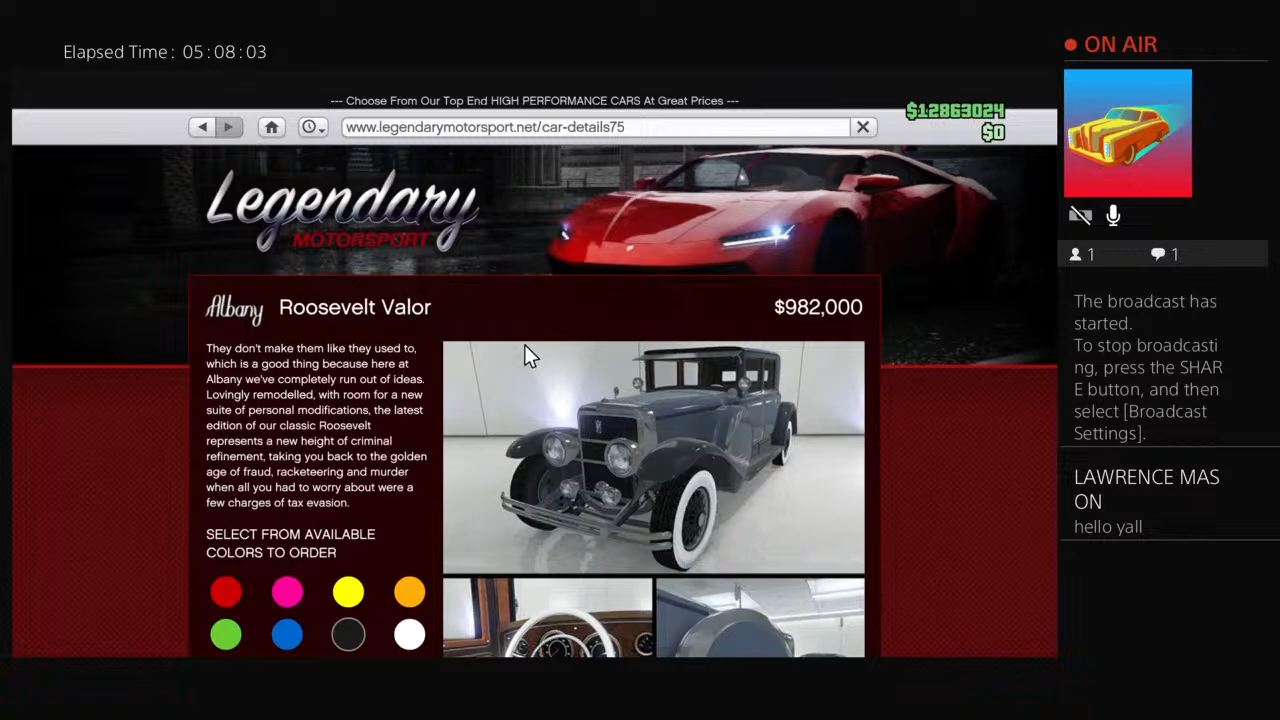 Elapsed Time: 05:08:03
ON AIR
--- Choose From Our Top End HIGH PERFORMANCE CARS At Great Prices ---
$12863024
www.legendarymotorsport.net/car-details75
$0
Legendary
MOTORSPORT
1
1
Albany
Roosevelt Valor
$982,000
They don't make them like they used to,
which is a good thing because here at
Albany we've completely run out of ideas.
Lovingly remodelled, with room for a new
suite of personal modifications, the latest
edition of our classic Roosevelt
represents a new height of criminal
refinement, taking you back to the golden
age of fraud, racketeering and murder
when all you had to worry about were a
few charges of tax evasion.
SELECT FROM AVAILABLE
COLORS TO ORDER
The broadcast has
started.
To stop broadcasti
ng, press the SHAR
E button, and then
select [Broadcast
Settings].
LAWRENCE MAS
ON
hello yall